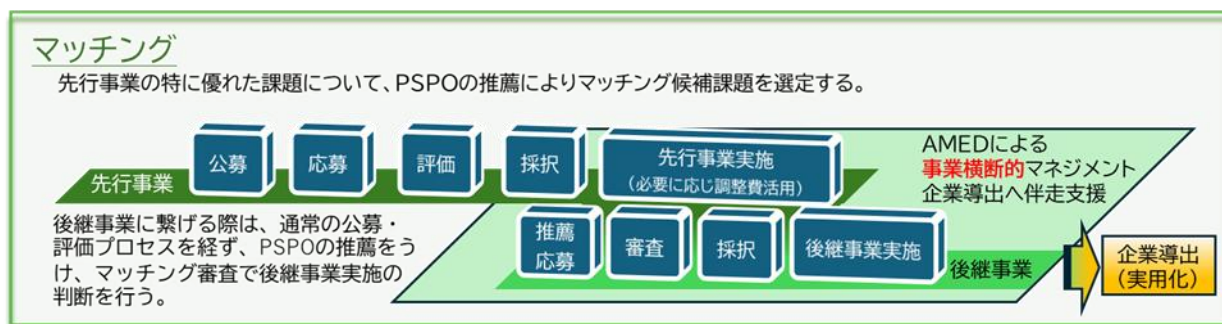 マッチング
先行事業の特に優れた課題について、PSPOの推薦によりマッチング候補課題を選定する。
公募
応募
評価
採択
先行事業実施
(必要に応じ調整費活用)
先行事業
AMEDによる
事業横断的マネジメント
企業導出へ伴走支援
後継事業に繋げる際は、通常の公募・
評価プロセスを経ず、PSPOの推薦をう
け、マッチング審査で後継事業実施の
判断を行う。
推薦
応募
審査
採択
後継事業実施
後継事業
企業導出
(実用化)